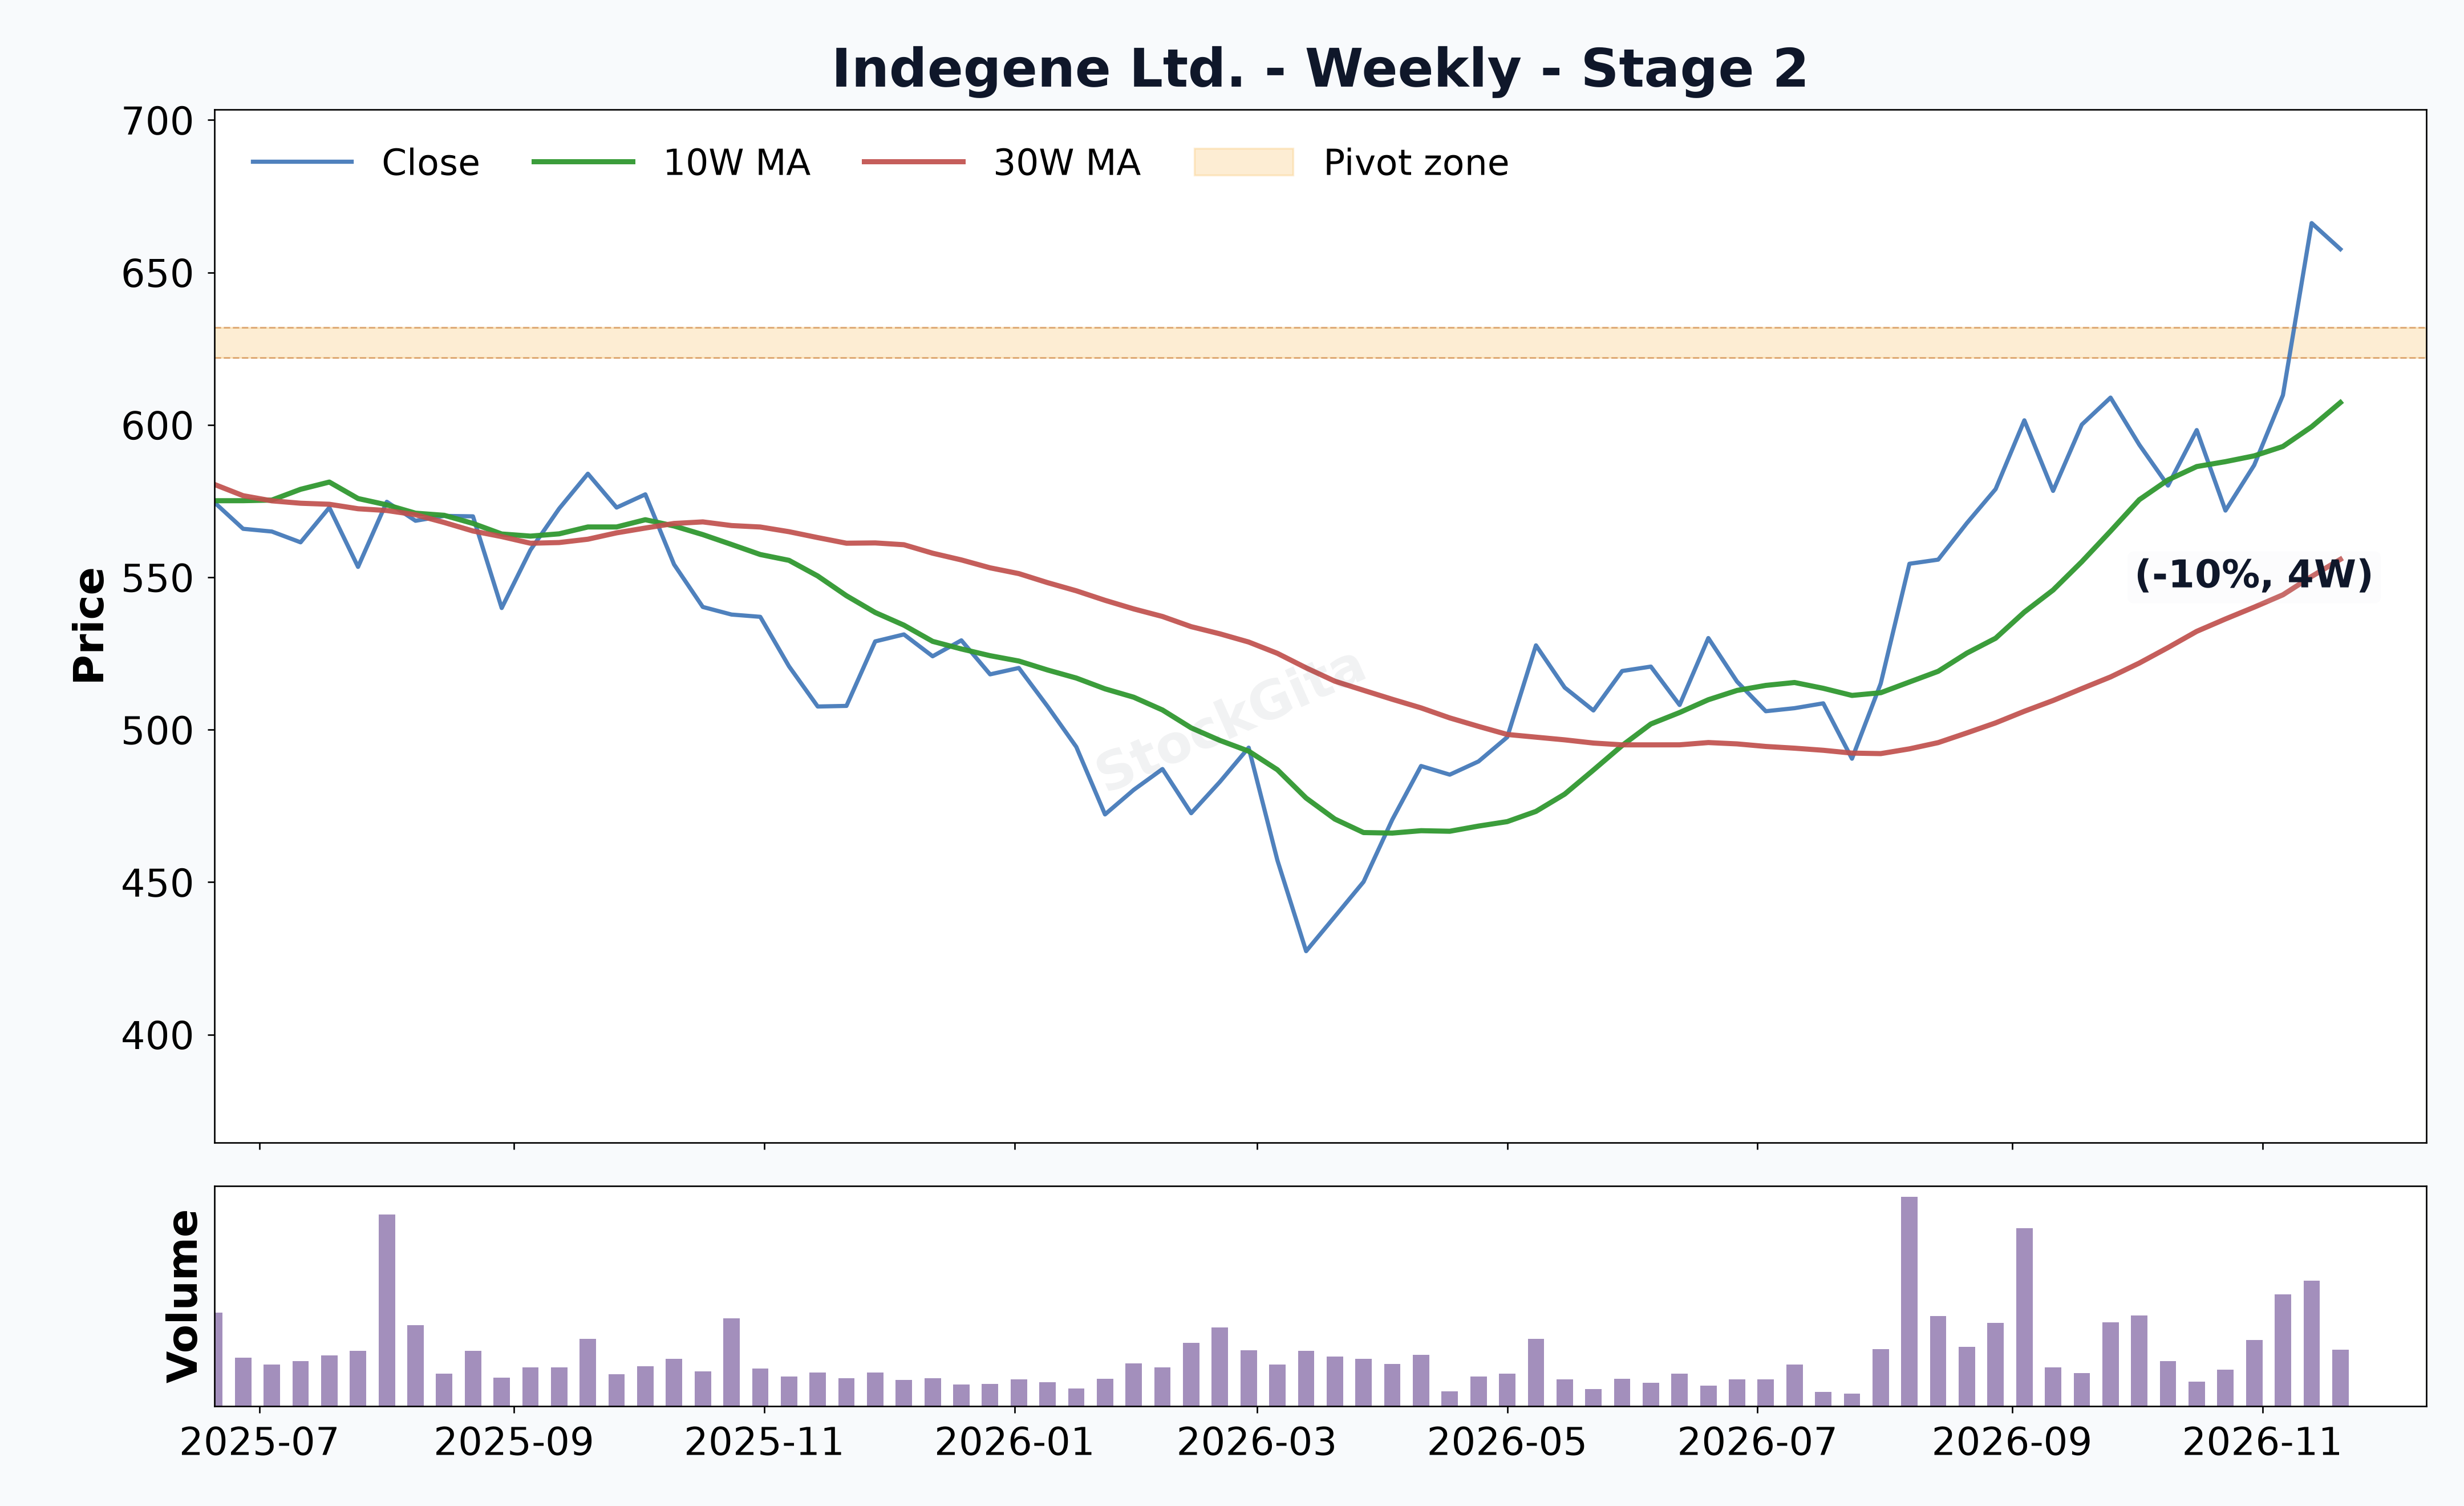 Indegene Ltd. - Weekly - Stage 2
Close 10W MA 30W MA Pivot zone
700
650
600
550
500
450
400
Price
(-10%, 4W)
StockGita
Volume
2025-07 2025-09 2025-11 2026-01 2026-03 2026-05 2026-07 2026-09 2026-11